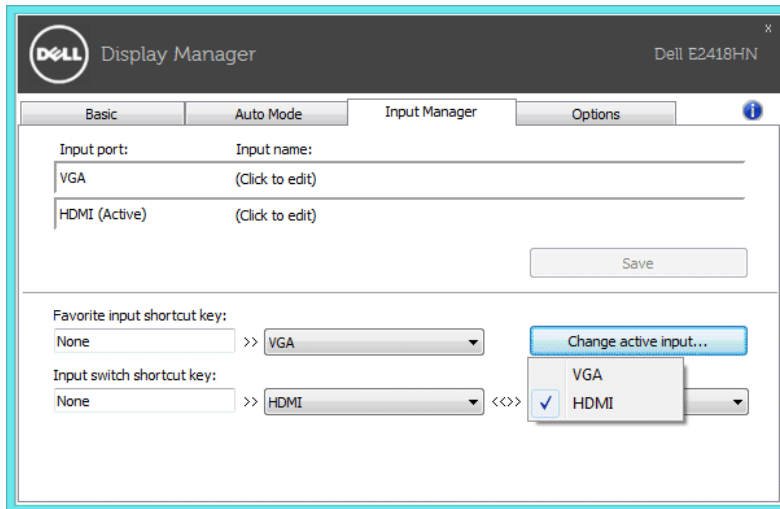 DELL Display Manager Dell E2418HN
x
Basic Auto Mode Input Manager Options i
Input port: Input name:
VGA (Click to edit)
HDMI (Active) (Click to edit)
Save
Favorite input shortcut key:
None >> VGA Change active input...
Input switch shortcut key:
None >> HDMI <<>>
VGA
HDMI